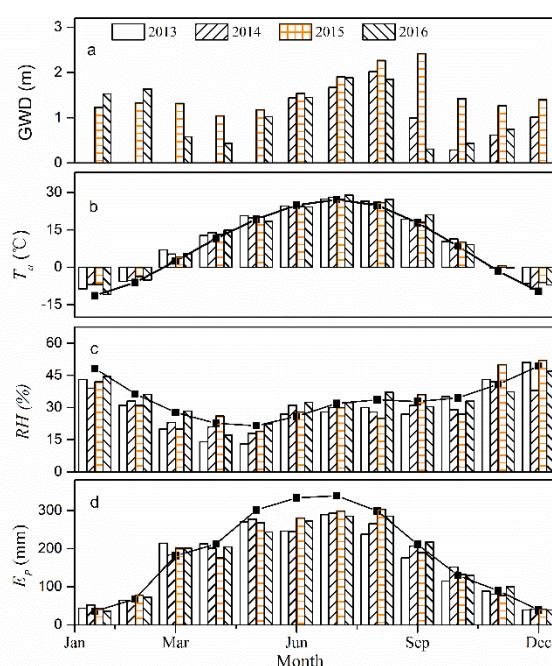 a
2013 2014 2015 2016
GWD (m)
3
2
1
0
b
Ta (℃)
30
15
0
-15
c
RH (%)
60
45
30
15
0
d
EP (mm)
300
200
100
0
Jan Mar Jun Sep Dec
Month